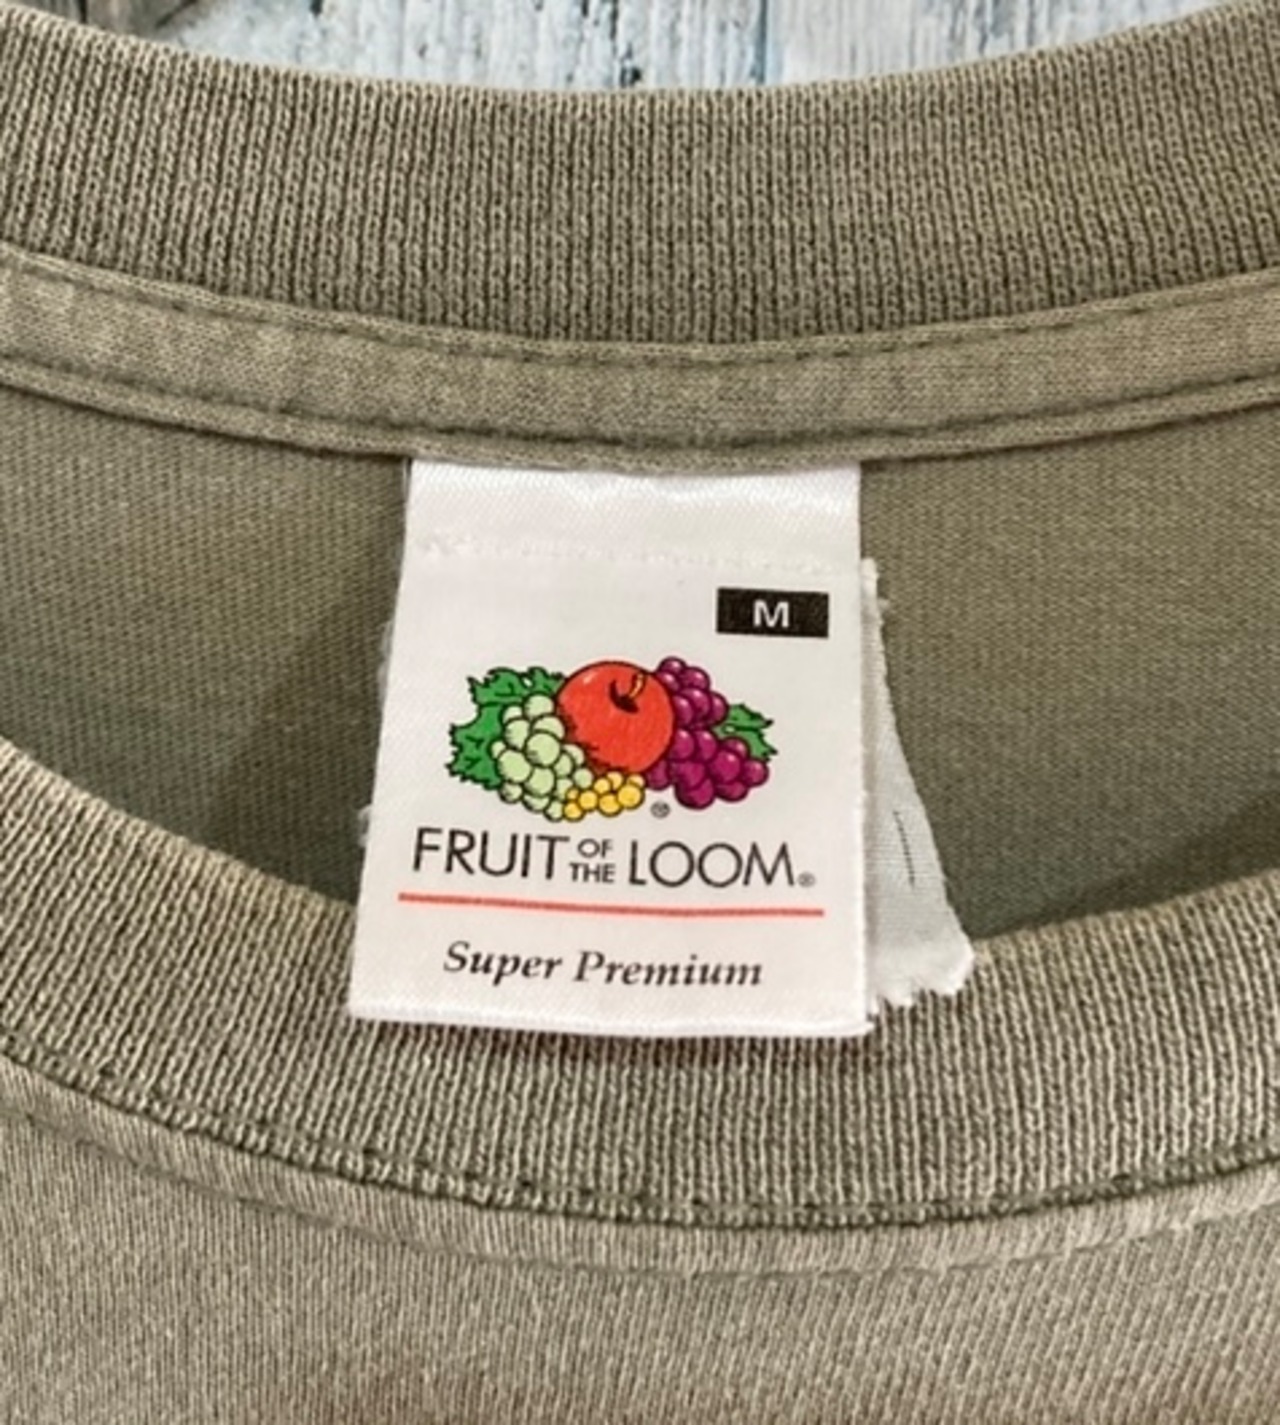 M
®
FRUIT OF THE LOOM®
Super Premium